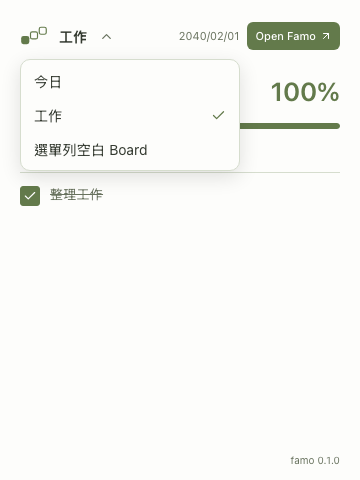 工作
2040/02/01
Open Famo
今日
100%
工作
選單列空白 Board
整理工作
famo 0.1.0